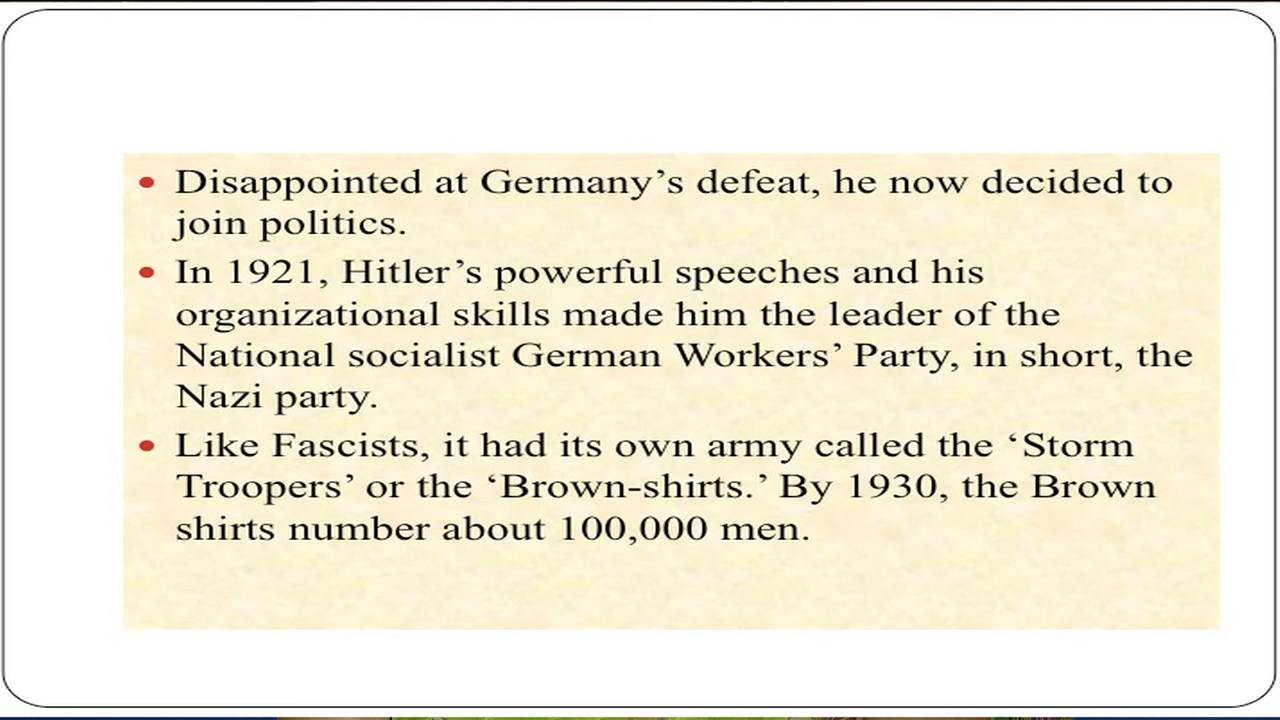 • Disappointed at Germany’s defeat, he now decided to
join politics.
• In 1921, Hitler’s powerful speeches and his
organizational skills made him the leader of the
National socialist German Workers’ Party, in short, the
Nazi party.
• Like Fascists, it had its own army called the ‘Storm
Troopers’ or the ‘Brown-shirts.’ By 1930, the Brown
shirts number about 100,000 men.